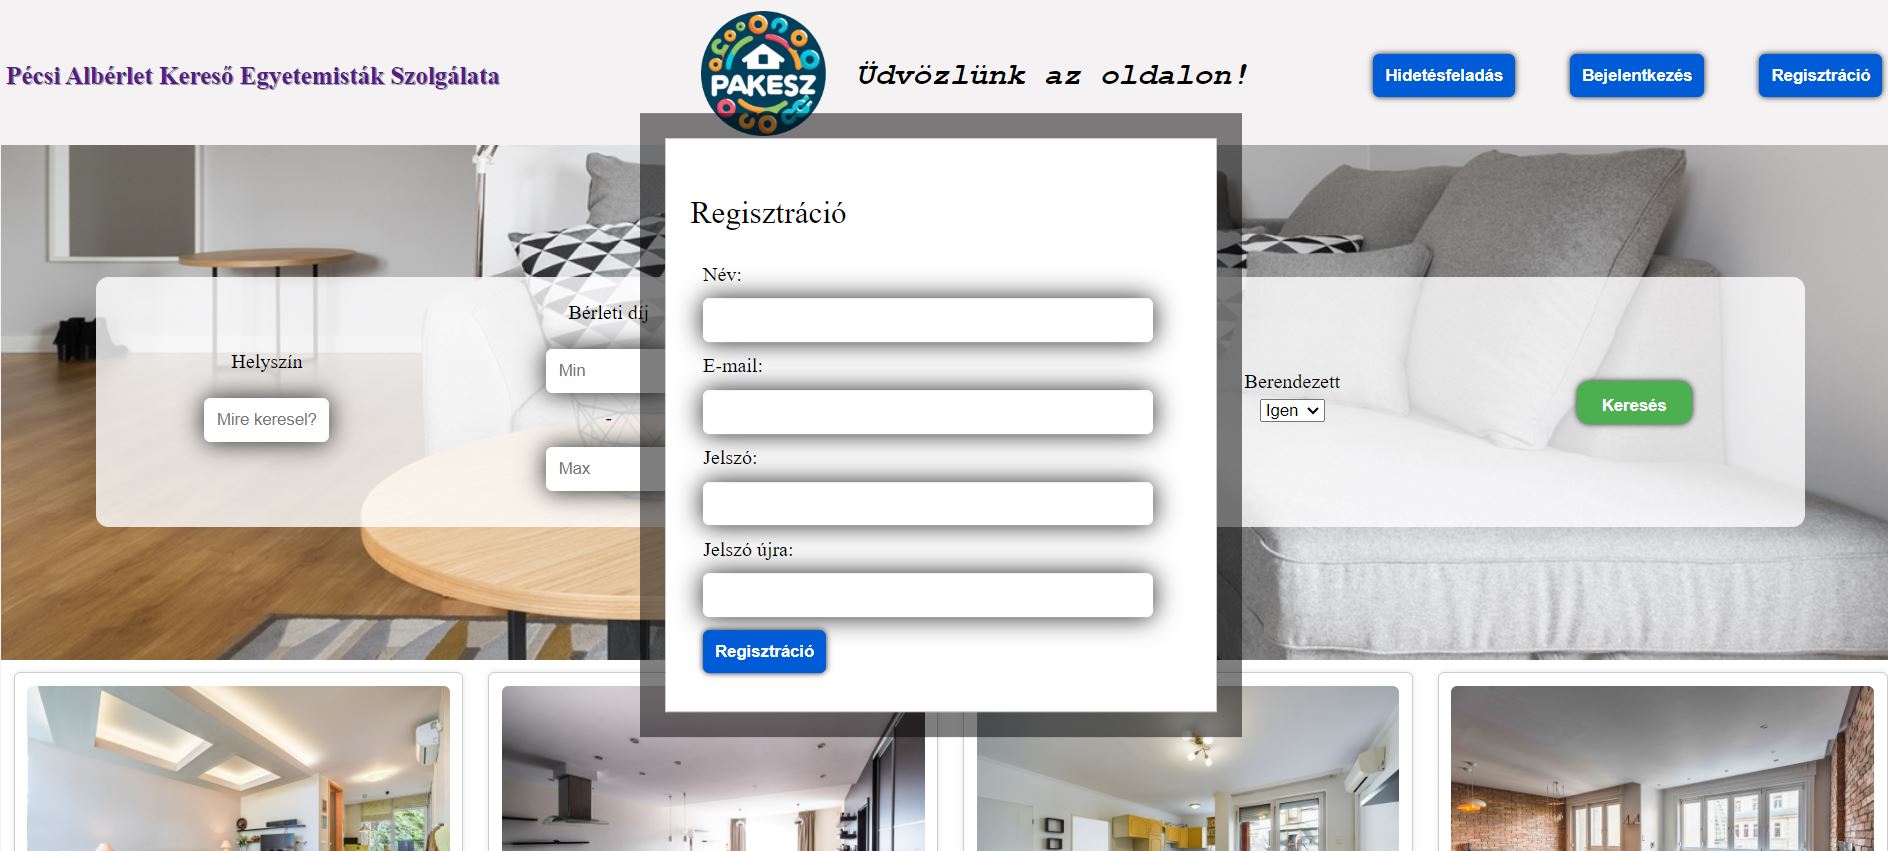 Pécsi Albérlet Kereső Egyetemisták Szolgálata
PAKESZ
Üdvözlünk az oldalon!
Hidetésfeladás
Bejelentkezés
Regisztráció
Regisztráció
Név:
E-mail:
Jelszó:
Jelszó újra:
Regisztráció
Helyszín
Mire keresel?
Bérleti díj
Min
-
Max
Berendezett
Igen
Keresés